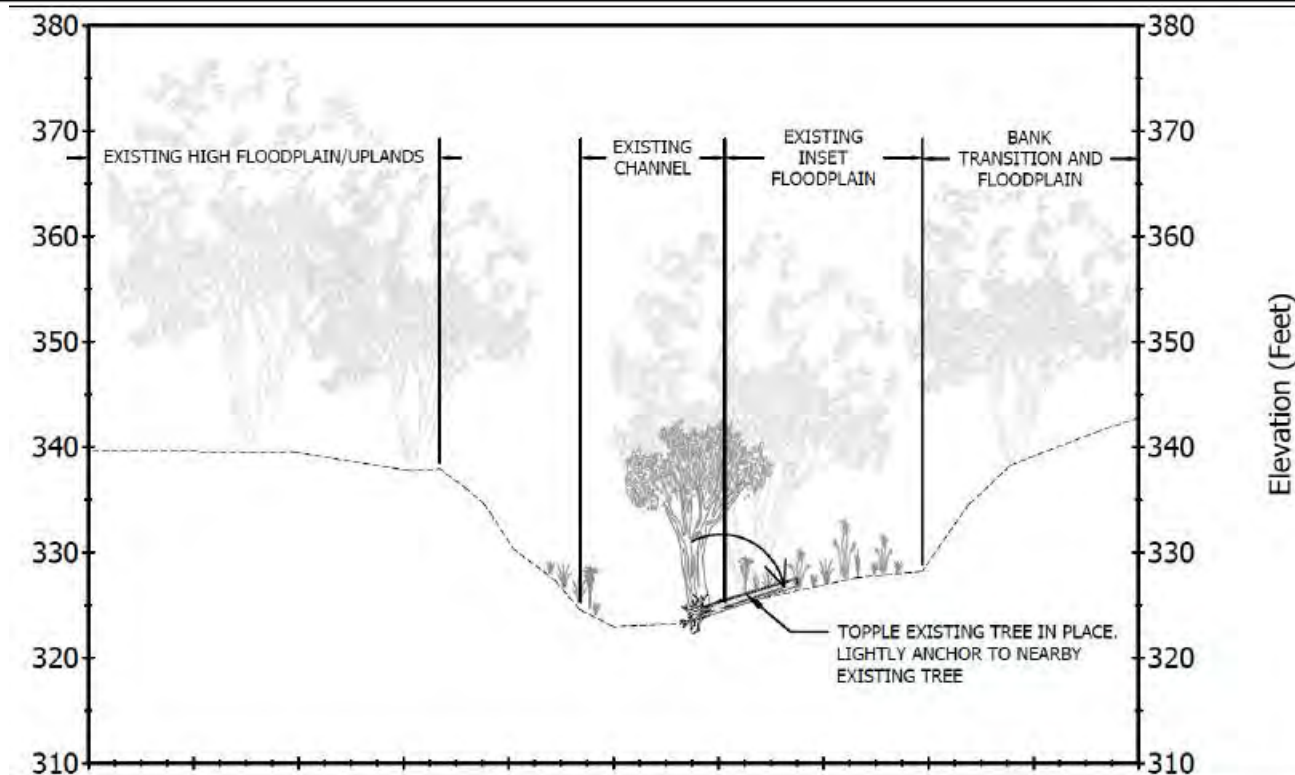 380
370
360
350
340
330
320
310
EXISTING HIGH FLOODPLAIN/UPLANDS
EXISTING
CHANNEL
EXISTING
INSET
FLOODPLAIN
BANK
TRANSITION AND
FLOODPLAIN
TOPPLE EXISTING TREE IN PLACE.
LIGHTLY ANCHOR TO NEARBY
EXISTING TREE
380
370
360
350
340
330
320
310
Elevation (Feet)